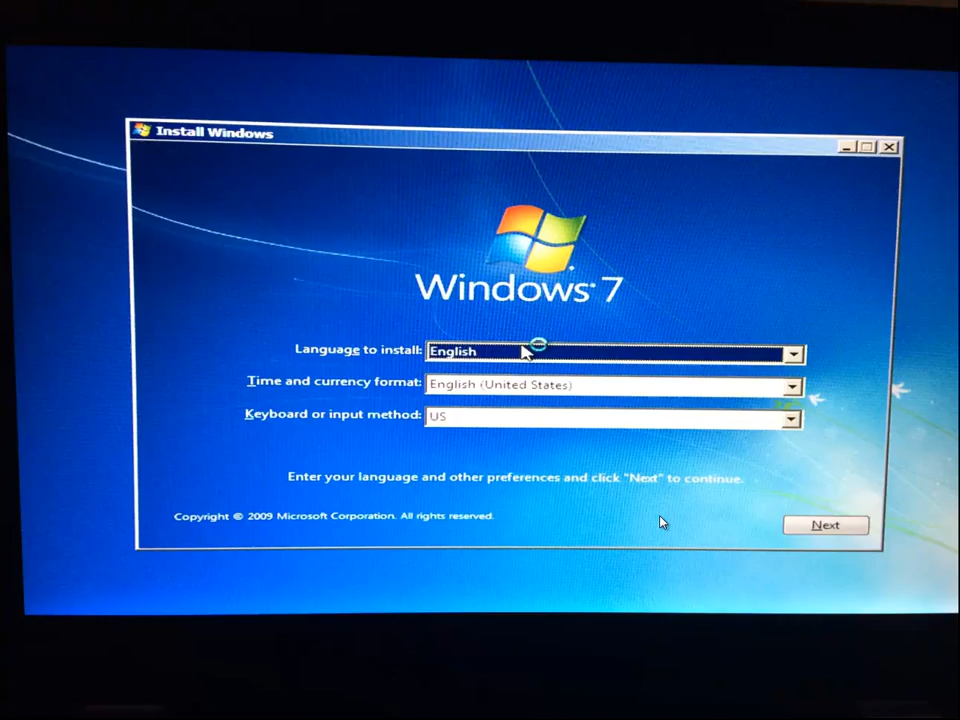 Install Windows
Windows 7
Language to install: English
Time and currency format: English (United States)
Keyboard or input method: US
Enter your language and other preferences and click "Next" to continue.
Copyright © 2009 Microsoft Corporation. All rights reserved.
Next